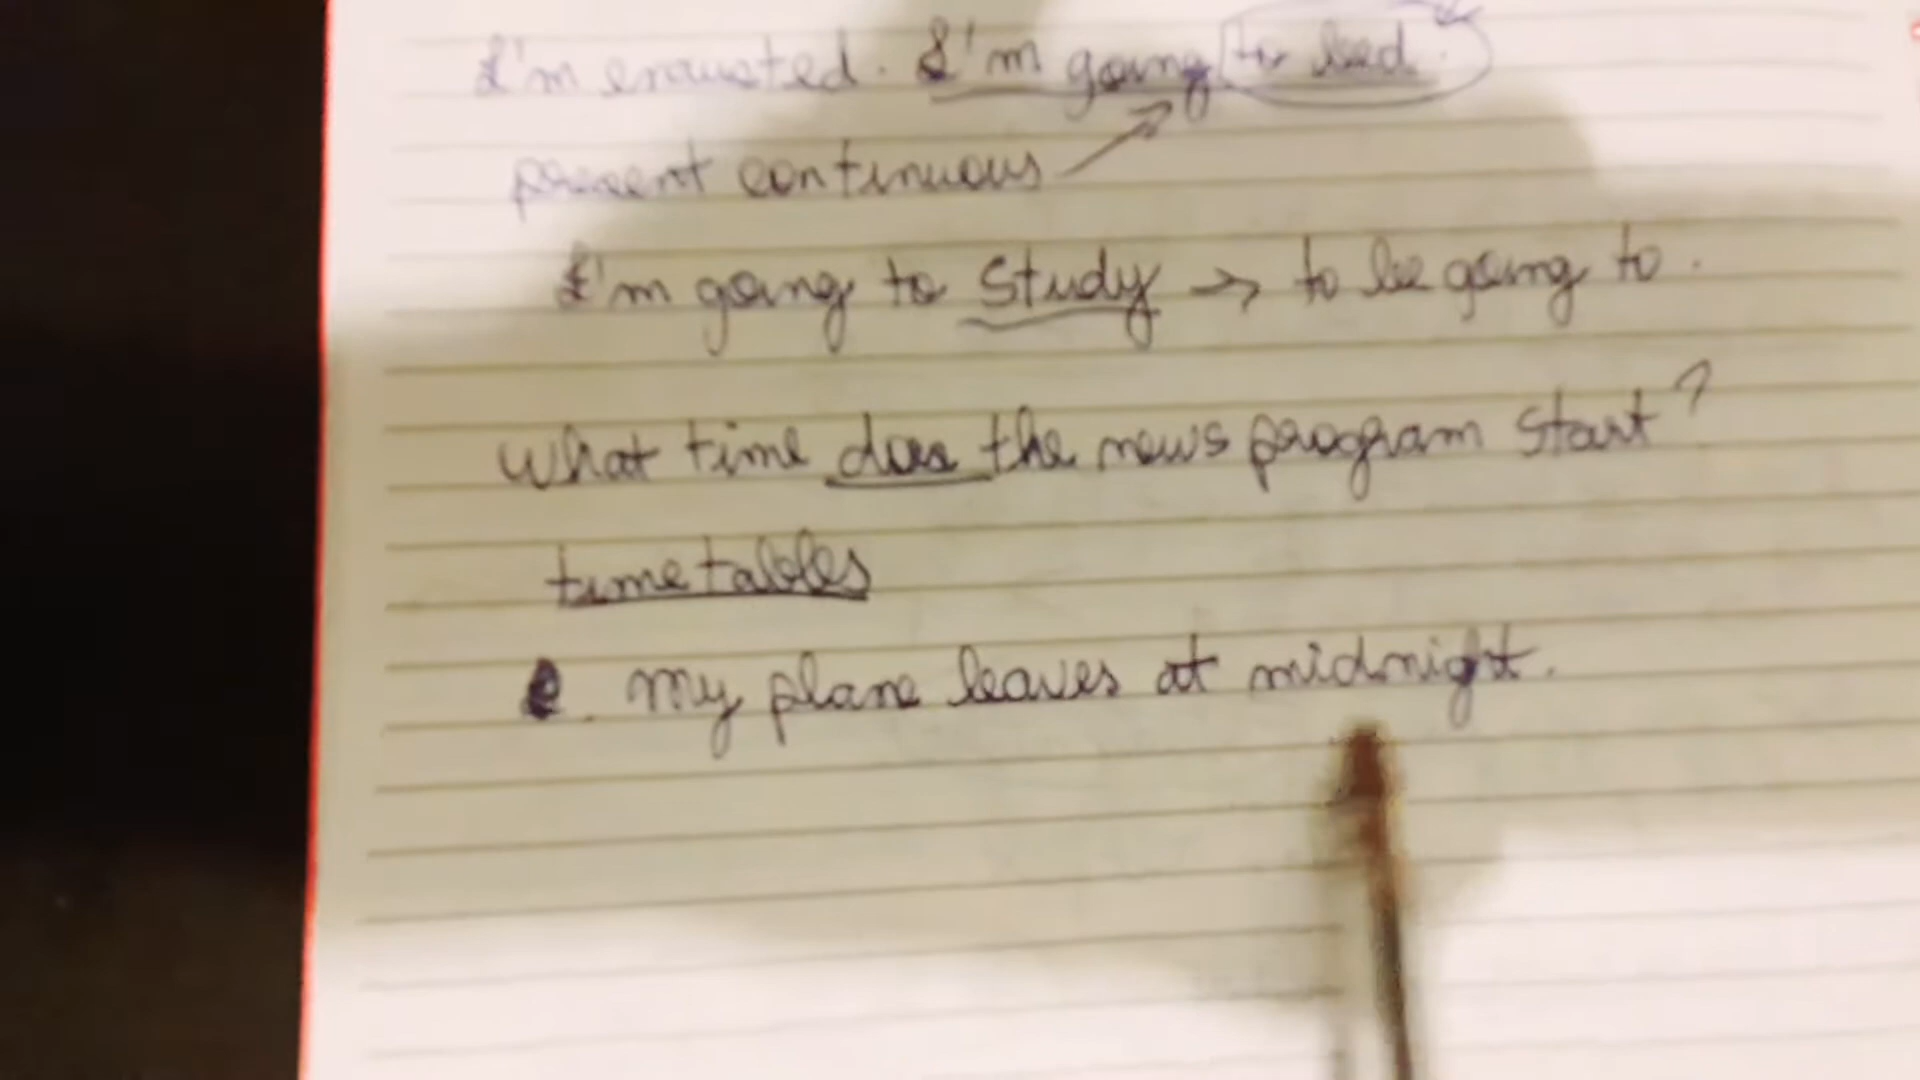 I'm exausted. I'm going to bed.
present continuous
I'm going to study → to be going to.
What time does the news program start?
timetables
e. my plane leaves at midnight.